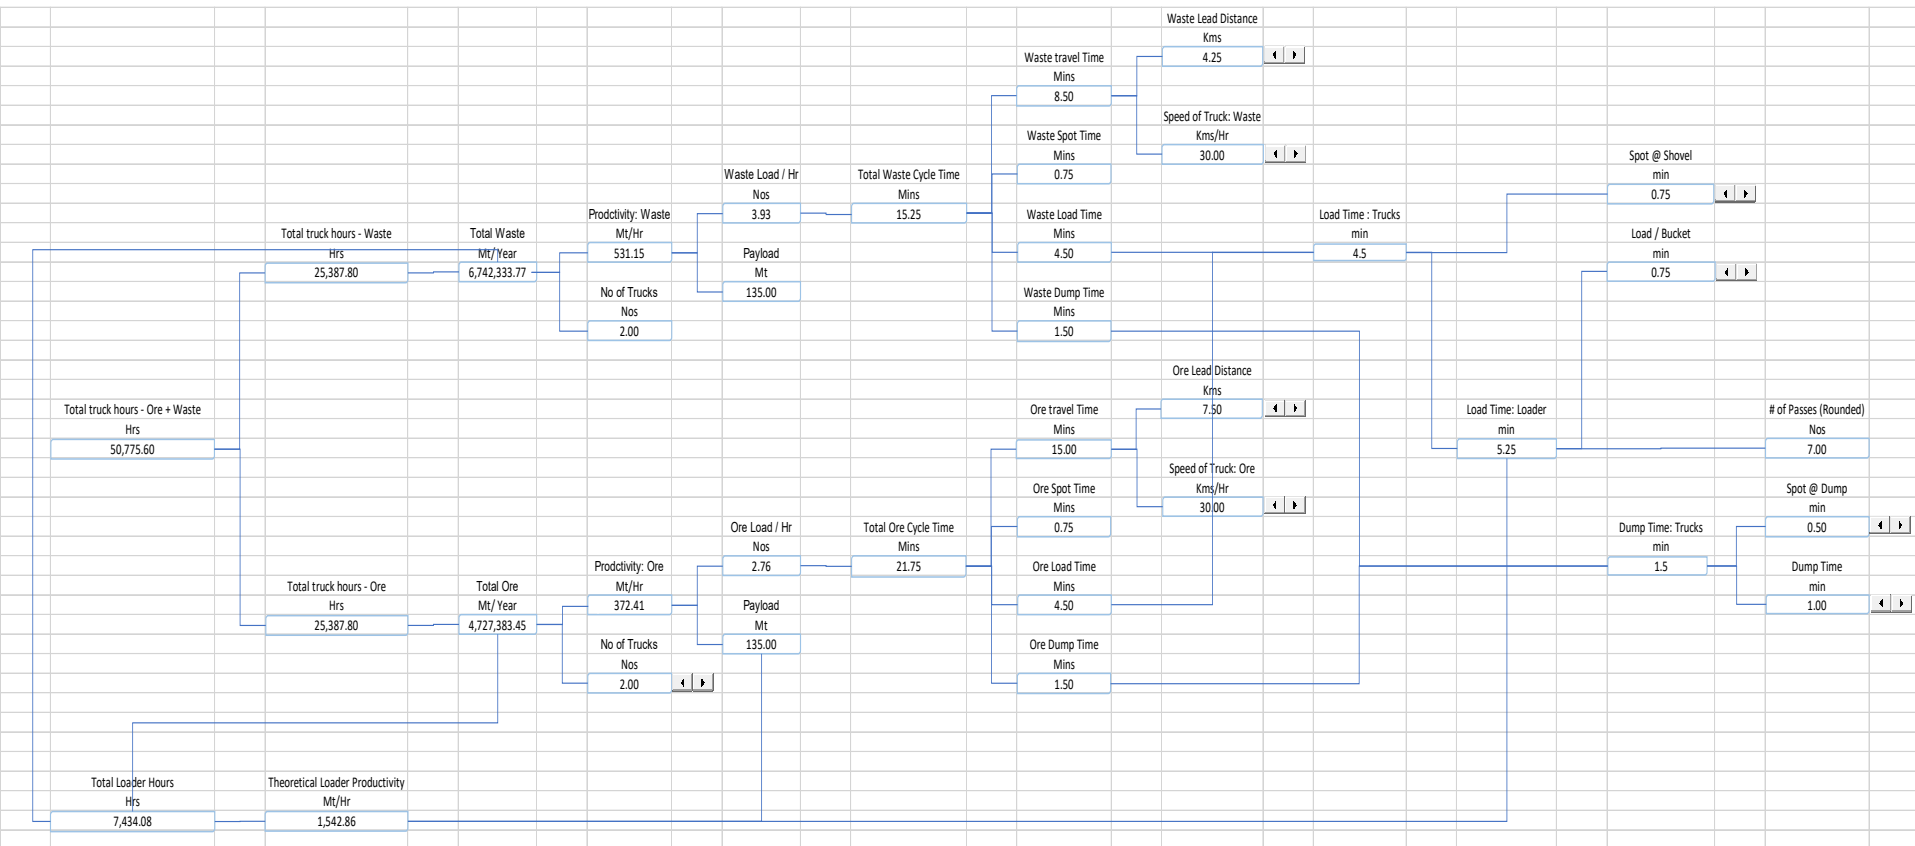 Waste Lead Distance
Kms
4.25
Waste travel Time
Mins
8.50
Speed of Truck: Waste
Kms/Hr
30.00
Waste Spot Time
Mins
0.75
Spot @ Shovel
min
0.75
Waste Load / Hr
Nos
3.93
Total Waste Cycle Time
Mins
15.25
Waste Load Time
Mins
4.50
Load Time : Trucks
min
4.5
Load / Bucket
min
0.75
Total truck hours - Waste
Hrs
25,387.80
Total Waste
Mt/Year
6,742,333.77
Prodctivity: Waste
Mt/Hr
531.15
Payload
Mt
135.00
No of Trucks
Nos
2.00
Waste Dump Time
Mins
1.50
Ore Lead Distance
Kms
7.50
Total truck hours - Ore + Waste
Hrs
50,775.60
Ore travel Time
Mins
15.00
Load Time: Loader
min
5.25
# of Passes (Rounded)
Nos
7.00
Speed of Truck: Ore
Kms/Hr
30.00
Ore Spot Time
Mins
0.75
Spot @ Dump
min
0.50
Ore Load / Hr
Nos
2.76
Total Ore Cycle Time
Mins
21.75
Dump Time: Trucks
min
1.5
Ore Load Time
Mins
4.50
Dump Time
min
1.00
Total truck hours - Ore
Hrs
25,387.80
Total Ore
Mt/ Year
4,727,383.45
Prodctivity: Ore
Mt/Hr
372.41
Payload
Mt
135.00
No of Trucks
Nos
2.00
Ore Dump Time
Mins
1.50
Total Loader Hours
Hrs
7,434.08
Theoretical Loader Productivity
Mt/Hr
1,542.86